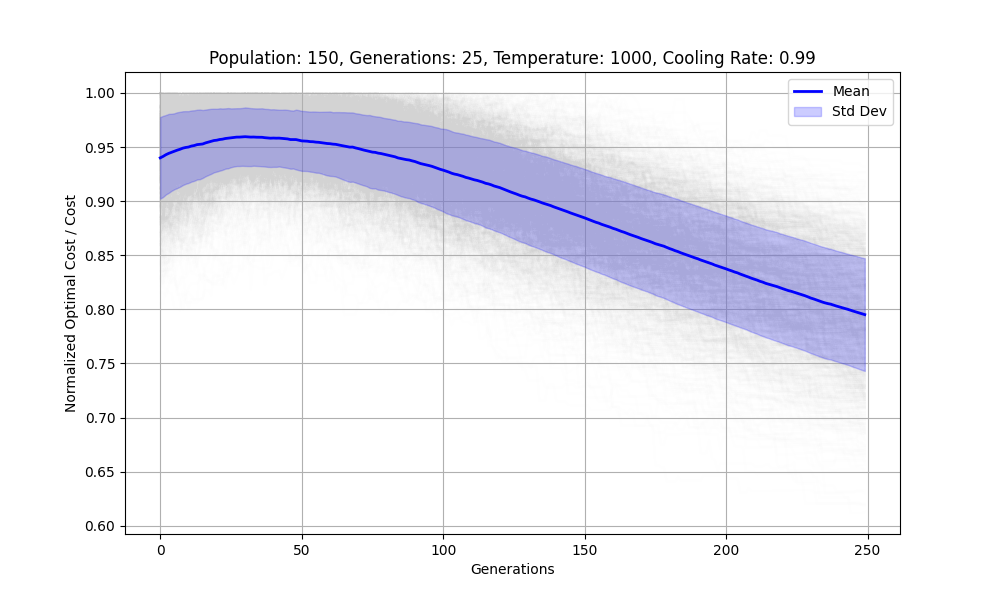 Population: 150, Generations: 25, Temperature: 1000, Cooling Rate: 0.99
Mean
Std Dev
Normalized Optimal Cost / Cost
1.00
0.95
0.90
0.85
0.80
0.75
0.70
0.65
0.60
0 50 100 150 200 250
Generations